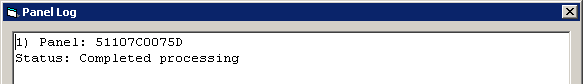 Panel Log
1) Panel: 51107C0075D
Status: Completed processing